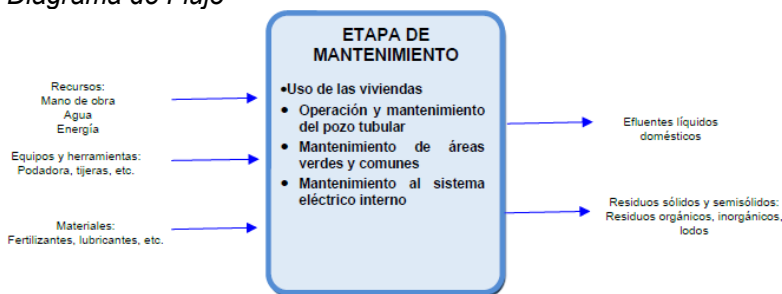 Diagrama de Flujo
ETAPA DE
MANTENIMIENTO
Recursos:
Mano de obra
Agua
Energía
Equipos y herramientas:
Podadora, tijeras, etc.
Materiales:
Fertilizantes, lubricantes, etc.
•Uso de las viviendas
• Operación y mantenimiento
del pozo tubular
• Mantenimiento de áreas
verdes y comunes
• Mantenimiento al sistema
eléctrico interno
Efluentes líquidos
domésticos
Residuos sólidos y semisólidos:
Residuos orgánicos, inorgánicos,
lodos